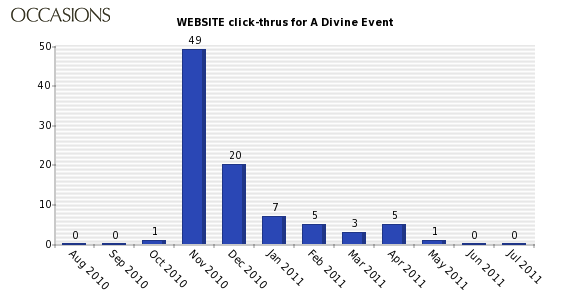 OCCASIONS
WEBSITE click-thrus for A Divine Event
50
40
30
20
10
0
0
0
1
49
20
7
5
3
5
1
0
0
Aug 2010
Sep 2010
Oct 2010
Nov 2010
Dec 2010
Jan 2011
Feb 2011
Mar 2011
Apr 2011
May 2011
Jun 2011
Jul 2011